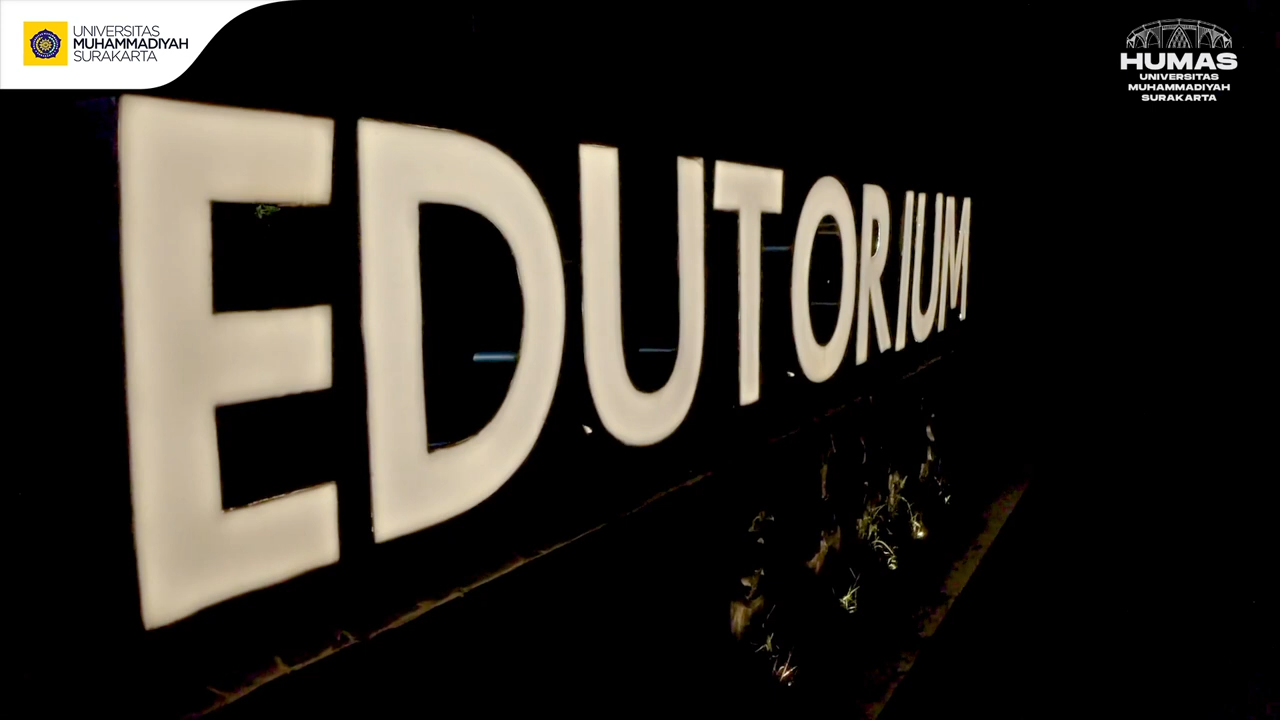 UNIVERSITAS
MUHAMMADIYAH
SURAKARTA
HUMAS
UNIVERSITAS
MUHAMMADIYAH
SURAKARTA
EDUTORIUM